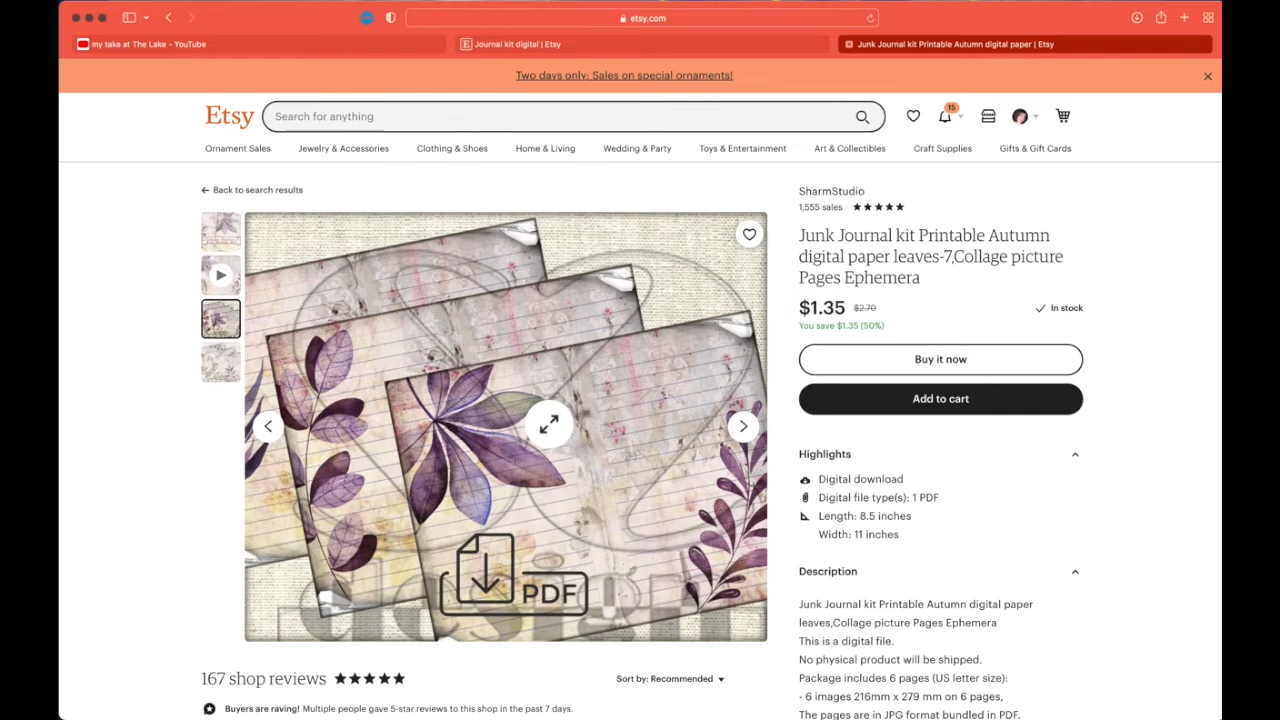 etsy.com
my take at The Lake - YouTube
Journal kit digital | Etsy
Junk Journal kit Printable Autumn digital paper | Etsy
Two days only: Sales on special ornaments!
Etsy
Search for anything
15
Ornament Sales
Jewelry & Accessories
Clothing & Shoes
Home & Living
Wedding & Party
Toys & Entertainment
Art & Collectibles
Craft Supplies
Gifts & Gift Cards
Back to search results
PDF
167 shop reviews
Sort by: Recommended
Buyers are raving! Multiple people gave 5-star reviews to this shop in the past 7 days.
SharmStudio
1,555 sales
Junk Journal kit Printable Autumn
digital paper leaves-7,Collage picture
Pages Ephemera
$1.35 $2.70
In stock
You save $1.35 (50%)
Buy it now
Add to cart
Highlights
Digital download
Digital file type(s): 1 PDF
Length: 8.5 inches
Width: 11 inches
Description
Junk Journal kit Printable Autumn digital paper
leaves,Collage picture Pages Ephemera
This is a digital file.
No physical product will be shipped.
Package includes 6 pages (US letter size):
- 6 images 216mm x 279 mm on 6 pages,
The pages are in JPG format bundled in PDF.